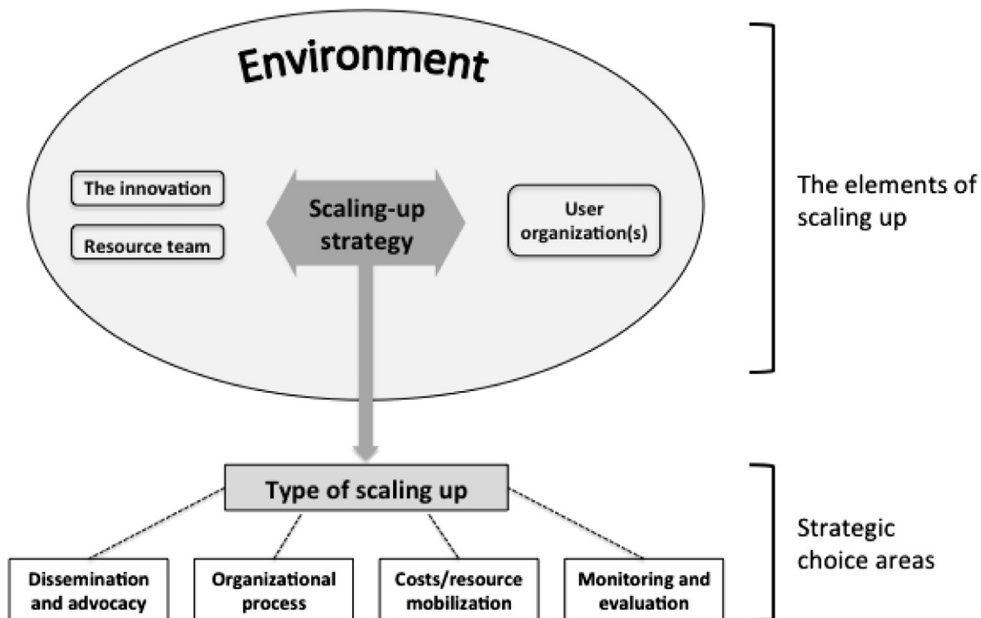 Environment
The innovation
Resource team
Scaling-up
strategy
User
organization(s)
The elements of
scaling up
Type of scaling up
Dissemination
and advocacy
Organizational
process
Costs/resource
mobilization
Monitoring and
evaluation
Strategic
choice areas